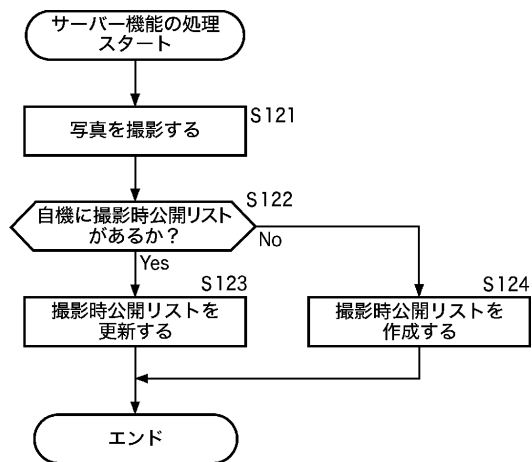 サーバー機能の処理
スタート
写真を撮影する
S121
自機に撮影時公開リスト
があるか？
S122
No
Yes
撮影時公開リストを
更新する
S123
撮影時公開リストを
作成する
S124
エンド